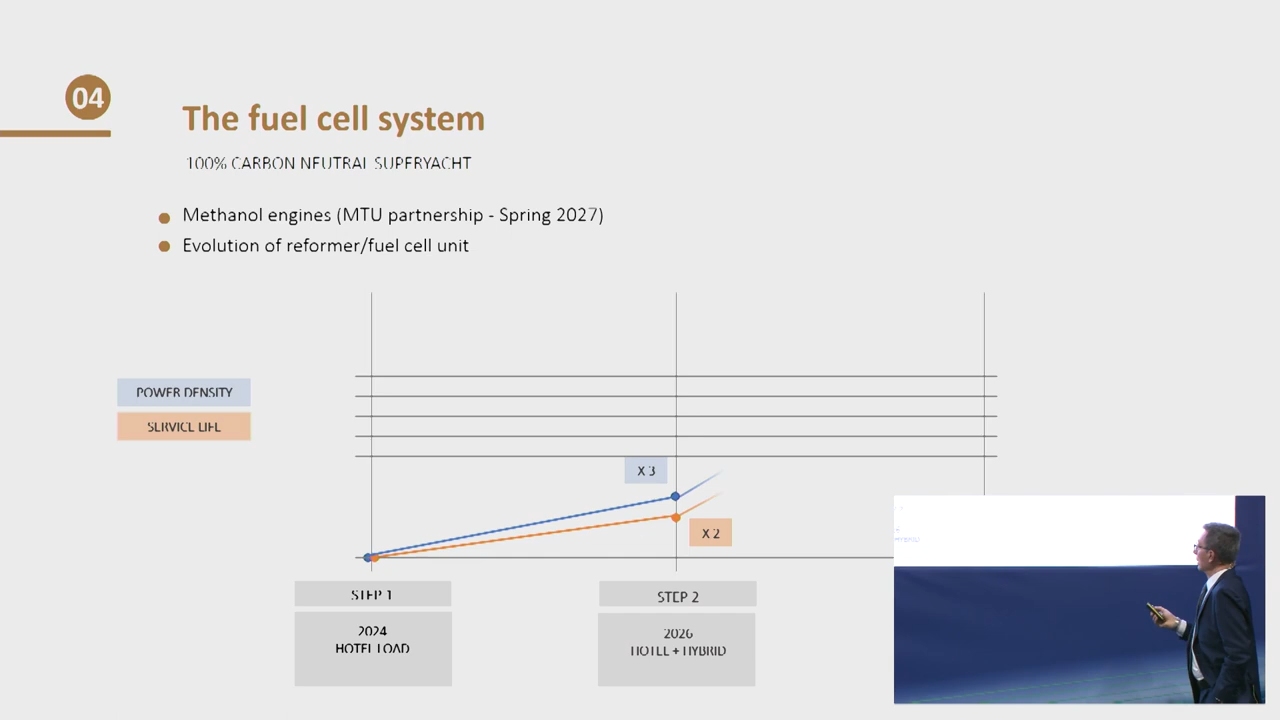 04
The fuel cell system
100% CARBON NEUTRAL SUPERYACHT
Methanol engines (MTU partnership - Spring 2027)
Evolution of reformer/fuel cell unit
POWER DENSITY
SERVICE LIFE
X 3
X 2
STEP 1
STEP 2
2024
HOTEL LOAD
2026
HOTEL + HYBRID
HYBRID